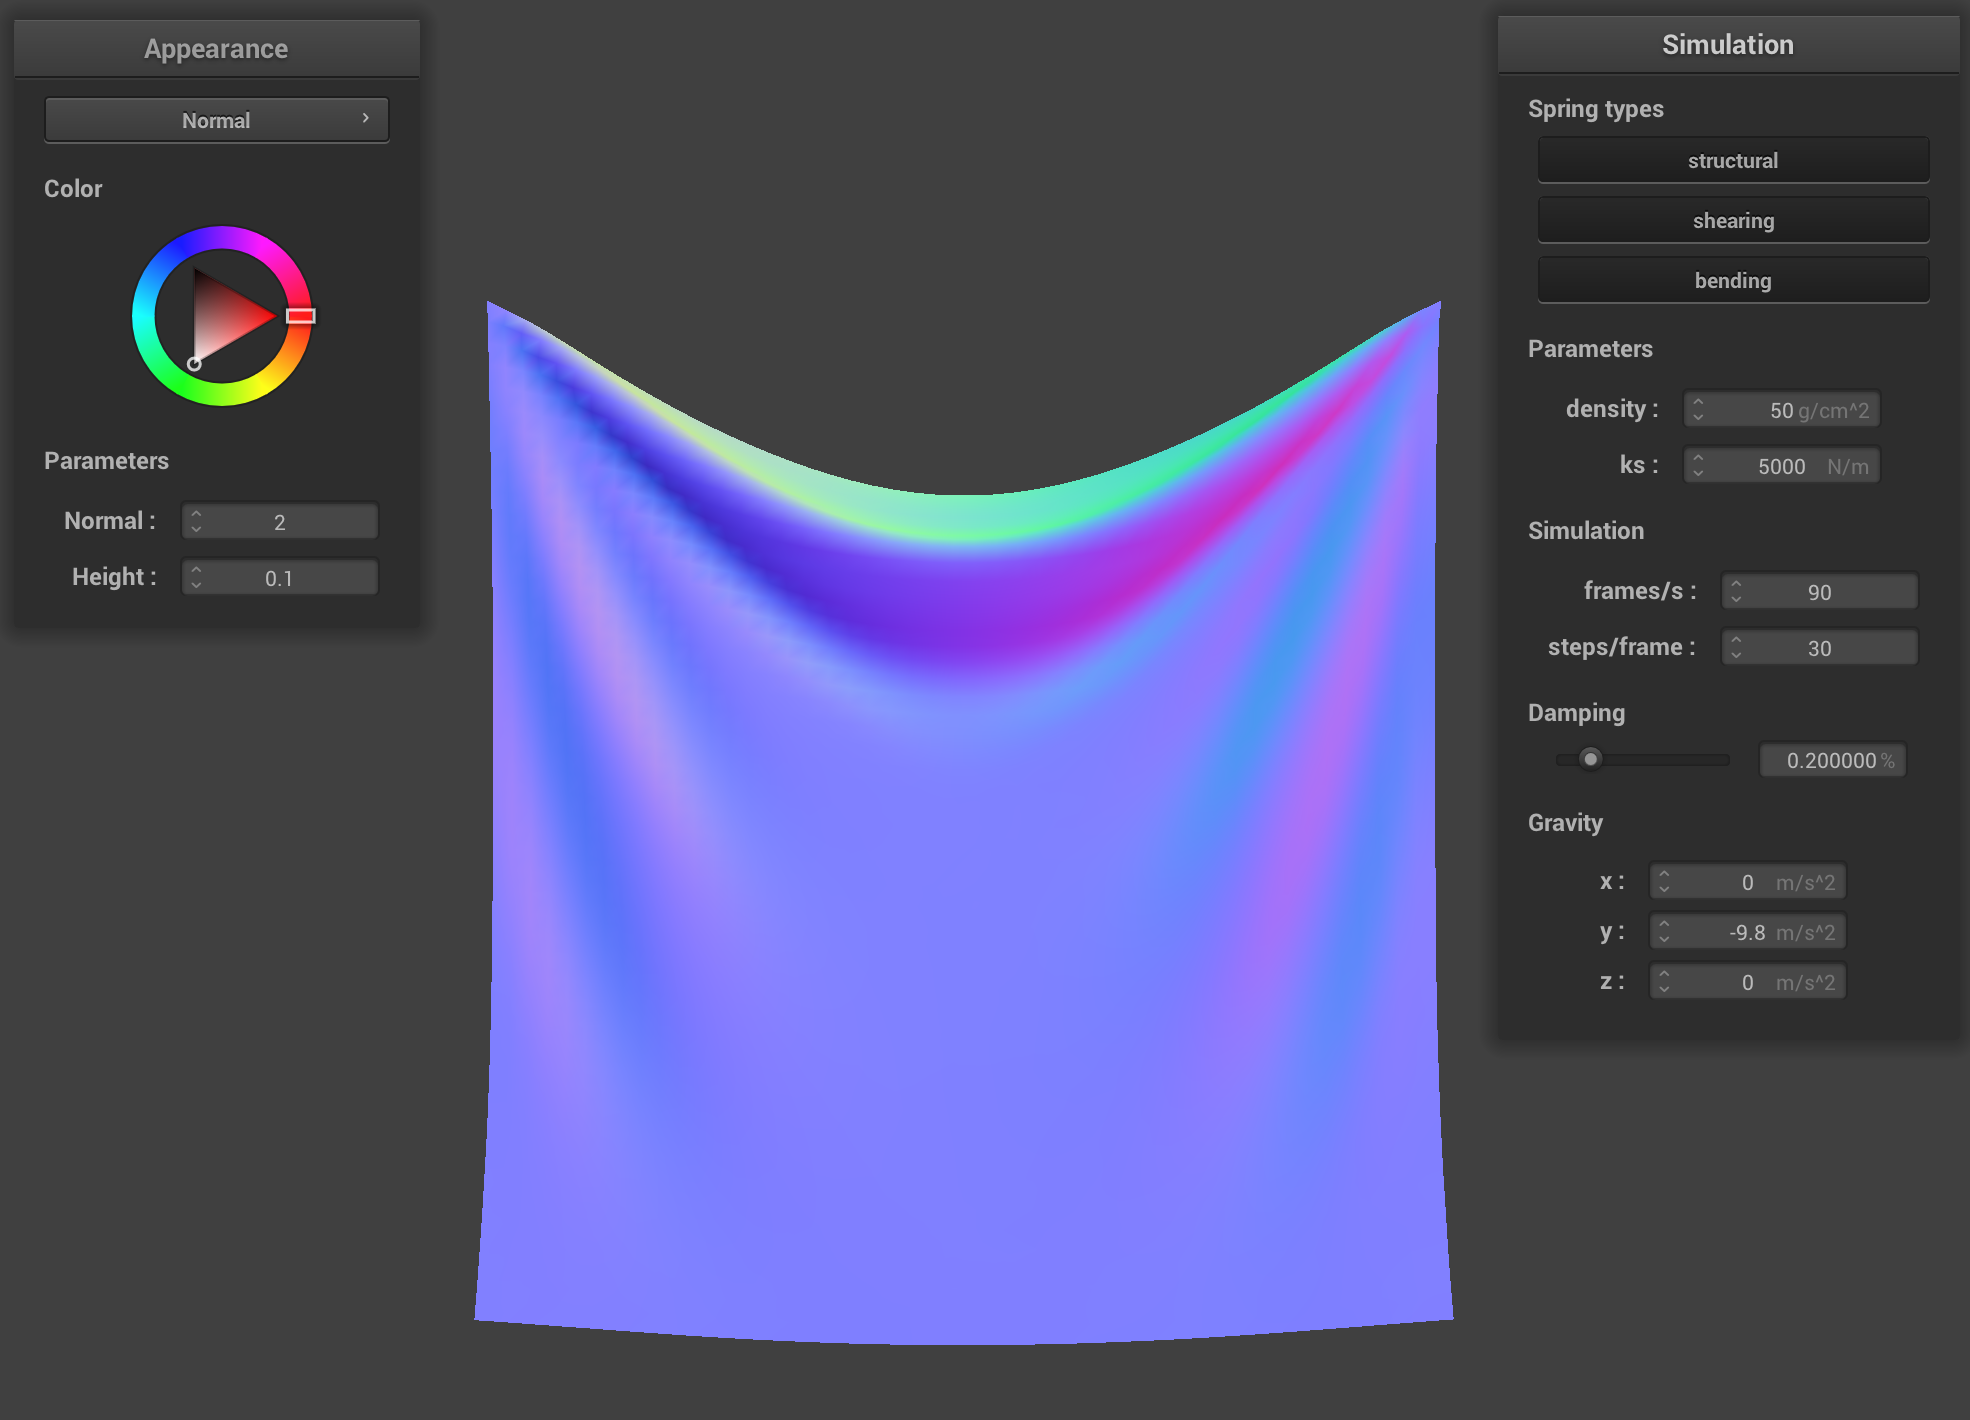 Appearance
Normal
Color
Parameters
Normal : 2
Height : 0.1
Simulation
Spring types
structural
shearing
bending
Parameters
density : 50 g/cm^2
ks : 5000 N/m
Simulation
frames/s : 90
steps/frame : 30
Damping
0.200000 %
Gravity
x : 0 m/s^2
y : -9.8 m/s^2
z : 0 m/s^2